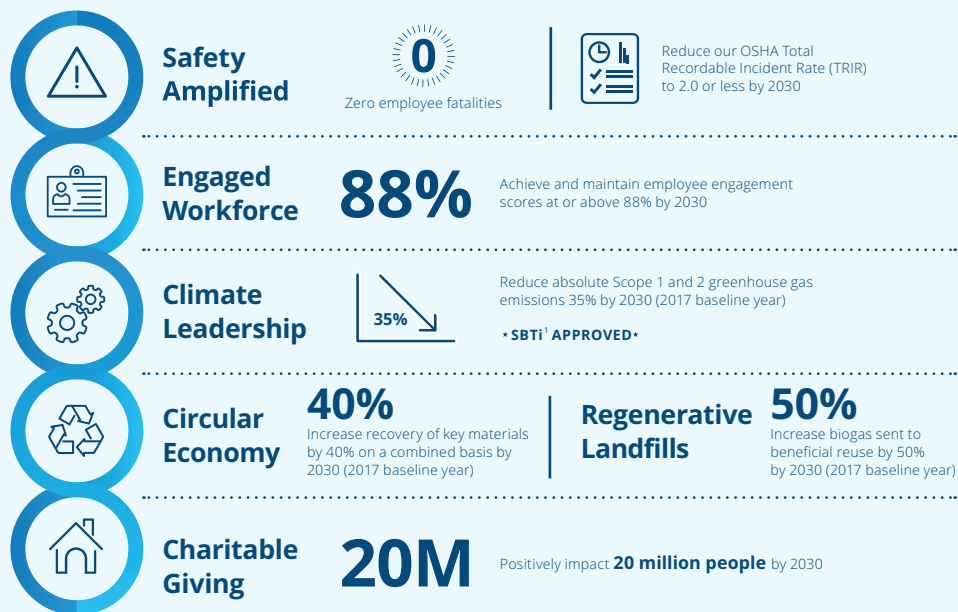 Safety
Amplified
0
Zero employee fatalities
Reduce our OSHA Total
Recordable Incident Rate (TRIR)
to 2.0 or less by 2030
Engaged
Workforce
88%
Achieve and maintain employee engagement
scores at or above 88% by 2030
Climate
Leadership
35%
Reduce absolute Scope 1 and 2 greenhouse gas
emissions 35% by 2030 (2017 baseline year)
⋆SBTi¹ APPROVED⋆
Circular
Economy
40%
Increase recovery of key materials
by 40% on a combined basis by
2030 (2017 baseline year)
Regenerative
Landfills
50%
Increase biogas sent to
beneficial reuse by 50%
by 2030 (2017 baseline year)
Charitable
Giving
20M
Positively impact 20 million people by 2030